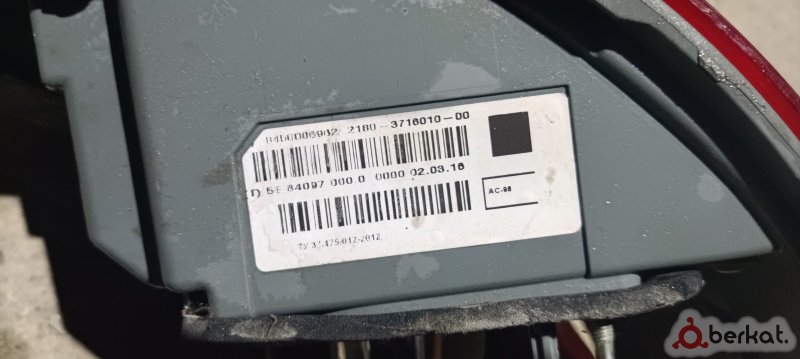 8450006962 2180-3716010-00
(T) 5E 84097 000.0 0000 02.03.16
AC-98
ТУ 37.475.012-2012
berkat.